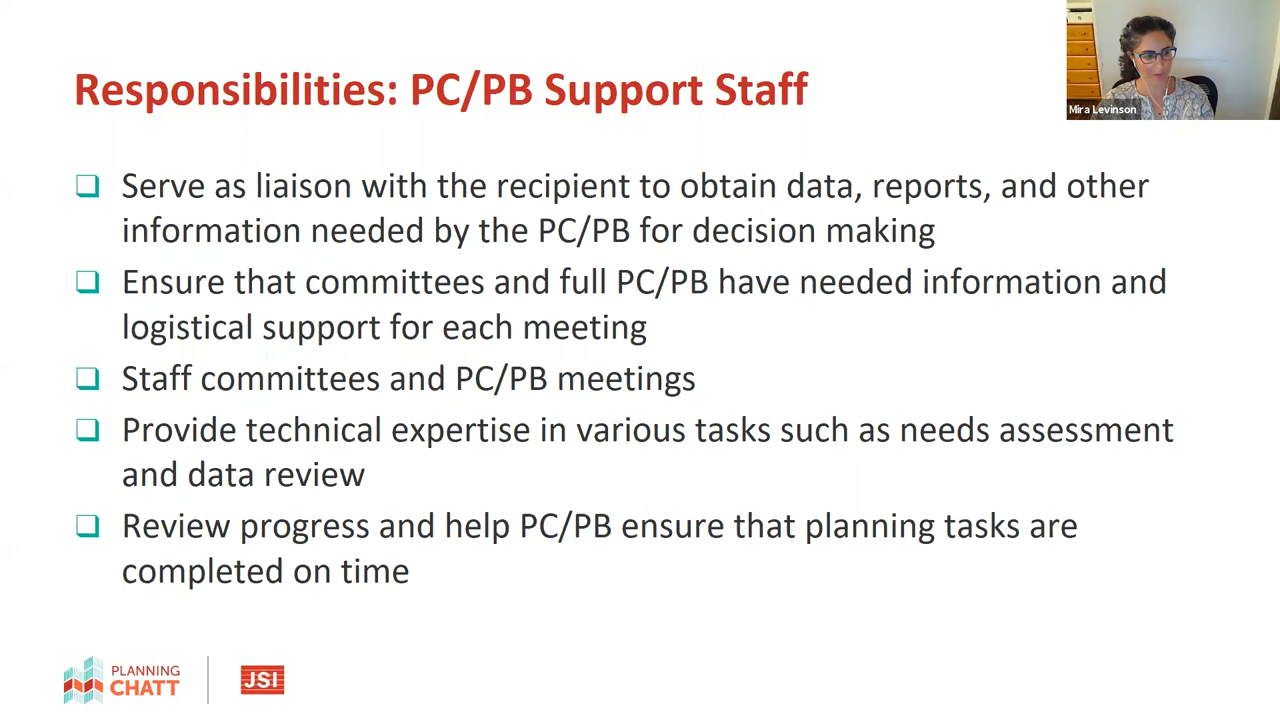 Responsibilities: PC/PB Support Staff
Mira Levinson
Serve as liaison with the recipient to obtain data, reports, and other
information needed by the PC/PB for decision making
Ensure that committees and full PC/PB have needed information and
logistical support for each meeting
Staff committees and PC/PB meetings
Provide technical expertise in various tasks such as needs assessment
and data review
Review progress and help PC/PB ensure that planning tasks are
completed on time
PLANNING
CHATT
JSI